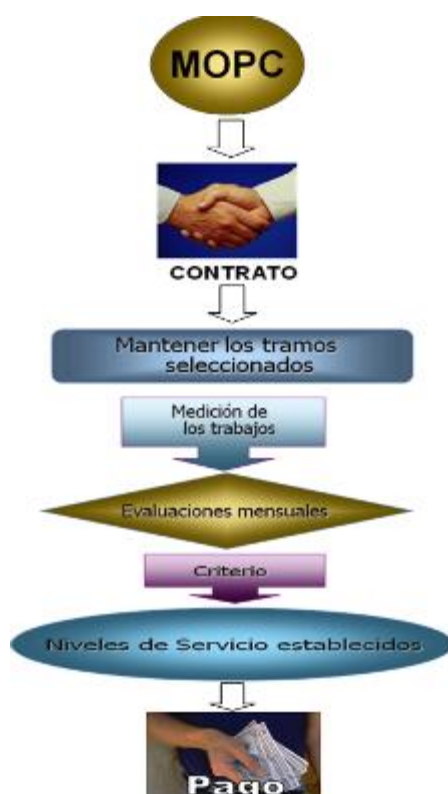 MOPC
CONTRATO
Mantener los tramos
seleccionados
Medición de
los trabajos
Evaluaciones mensuales
Criterio
Niveles de Servicio establecidos
Pago